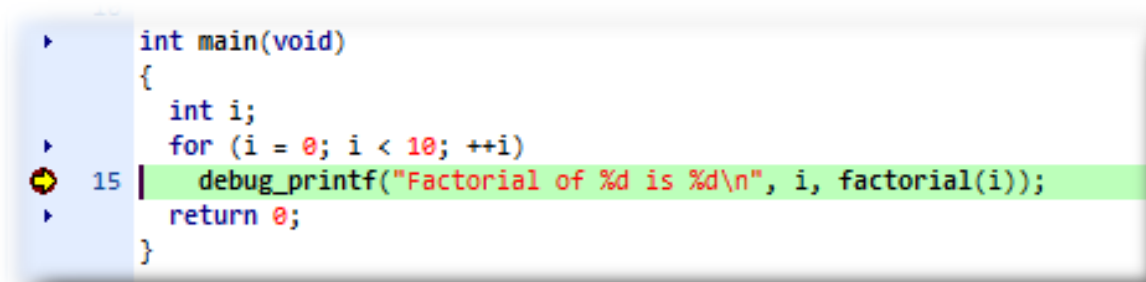 int main(void)
{
int i;
for (i = 0; i < 10; ++i)
15 debug_printf("Factorial of %d is %d\n", i, factorial(i));
return 0;
}